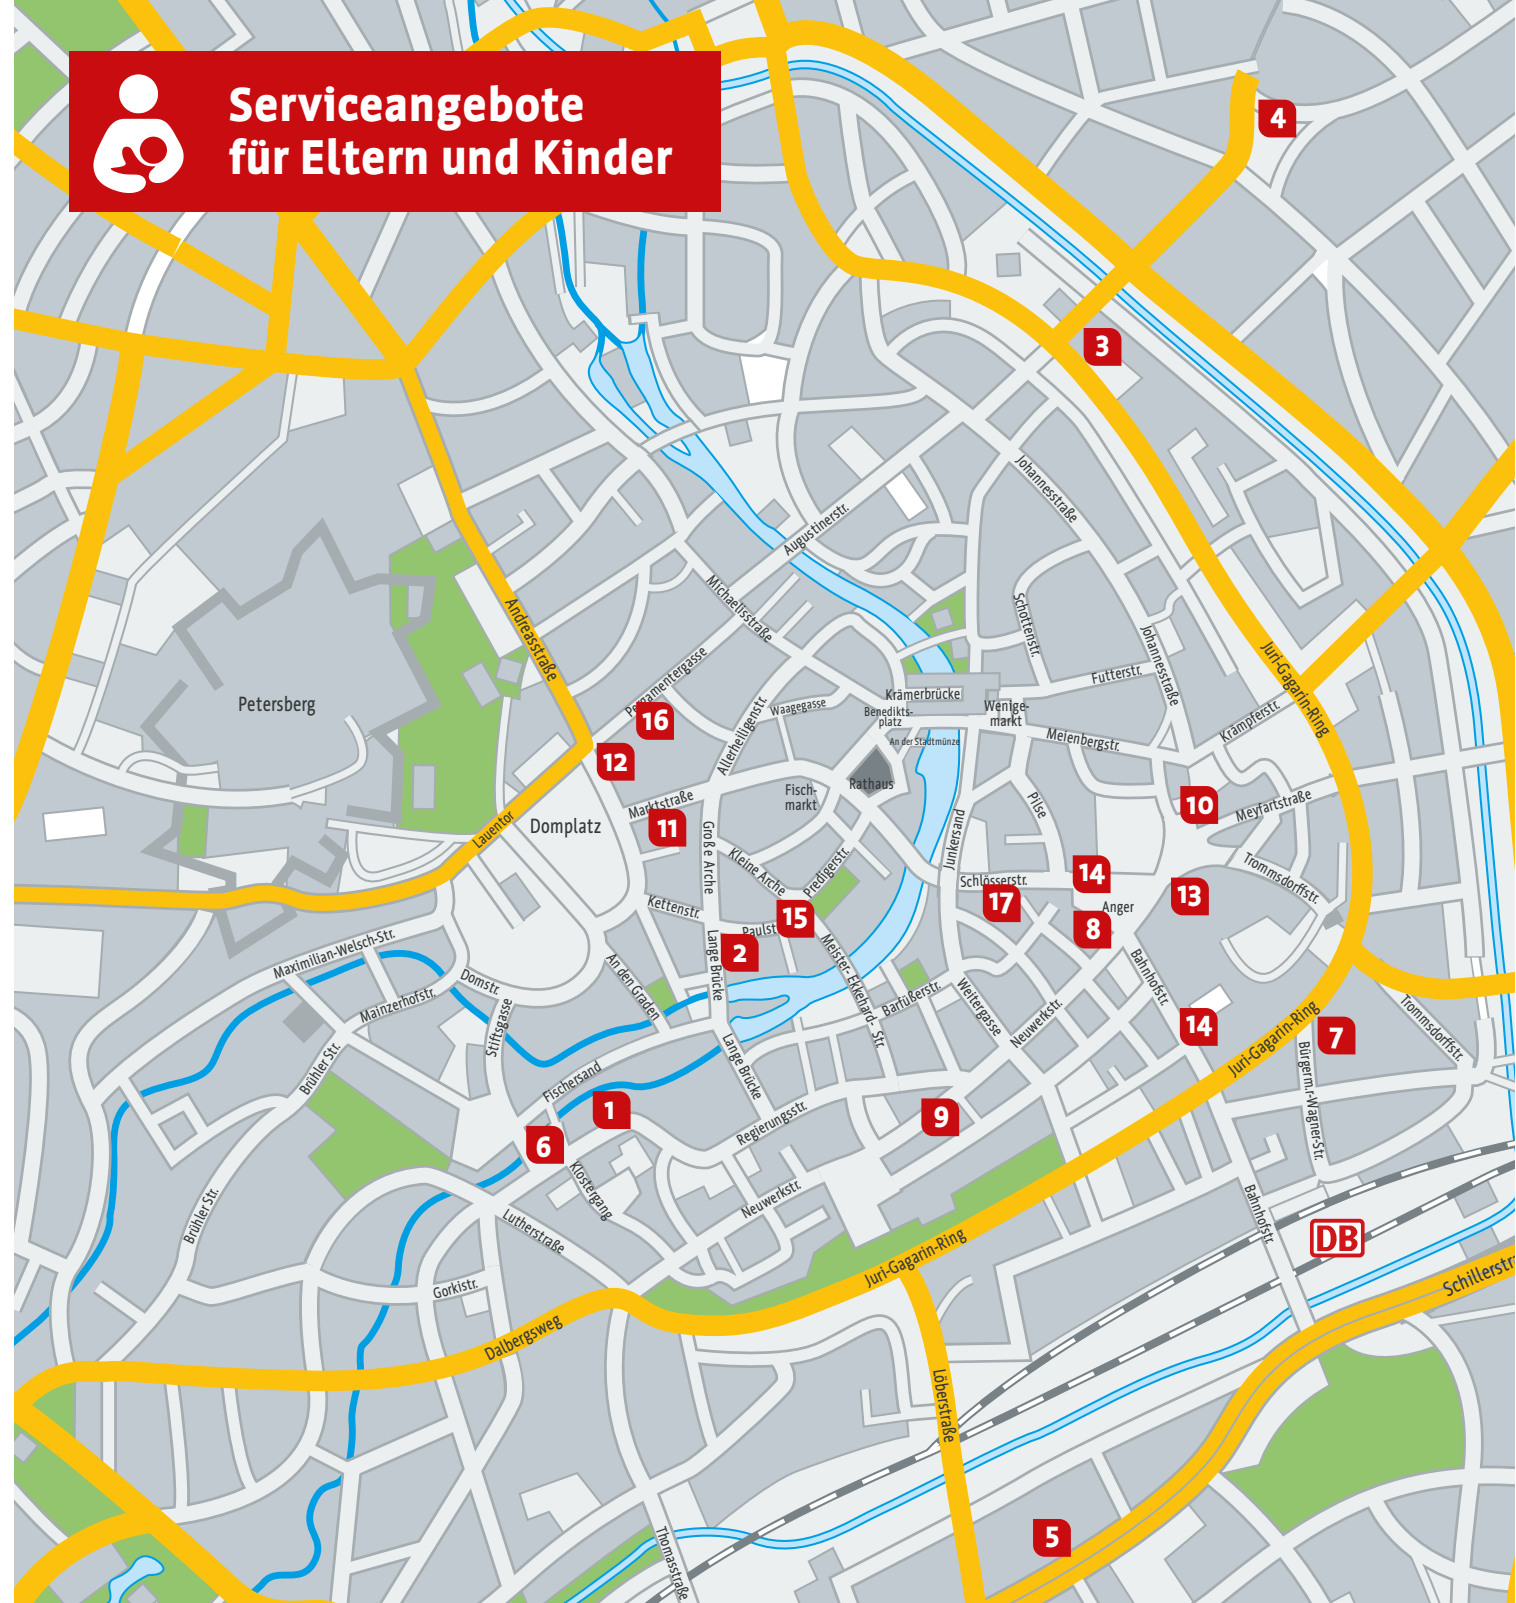 Serviceangebote
für Eltern und Kinder
4
3
Johannesstraße
Augustinerstr.
Michaelisstraße
Andreasstraße
Schottenstr.
Johannesstraße
Juri-Gagarin-Ring
Futterstr.
Pergamentergasse
Petersberg
Krämerbrücke
Wenige-
markt
Waagegasse
Benedikts-
platz
An der Stadtmünze
Krämpferstr.
Meienbergstr.
16
12
Allerheiligenstr.
Rathaus
Fisch-
markt
Marktstraße
11
Domplatz
Lauentor
Pilse
10
Meyfartstraße
Junkersand
Große Arche
Kleine Arche
Predigerstr.
Schlösserstr.
14
Trommsdorffstr.
13
17
Anger
8
Kettenstr.
15
Paulstr.
2
Lange Brücke
Maximilian-Welsch-Str.
Domstr.
An den Graden
Meister-Ekkehard-Str.
Barfüßerstr.
Weitergasse
Neuwerkstr.
Bahnhofstr.
14
Juri-Gagarin-Ring
7
Trommsdorffstr.
Mainzerhofstr.
Stiftsgasse
Brühler Str.
Fischersand
Lange Brücke
Bürgerm.r-Wagner-Str.
1
6
Regierungsstr.
9
Klostergang
Neuwerkstr.
Brühler Str.
Lutherstraße
Bahnhofstr.
DB
Juri-Gagarin-Ring
Gorkistr.
Schillerstra
Dalbergsweg
Löberstraße
5
Thomasstraße